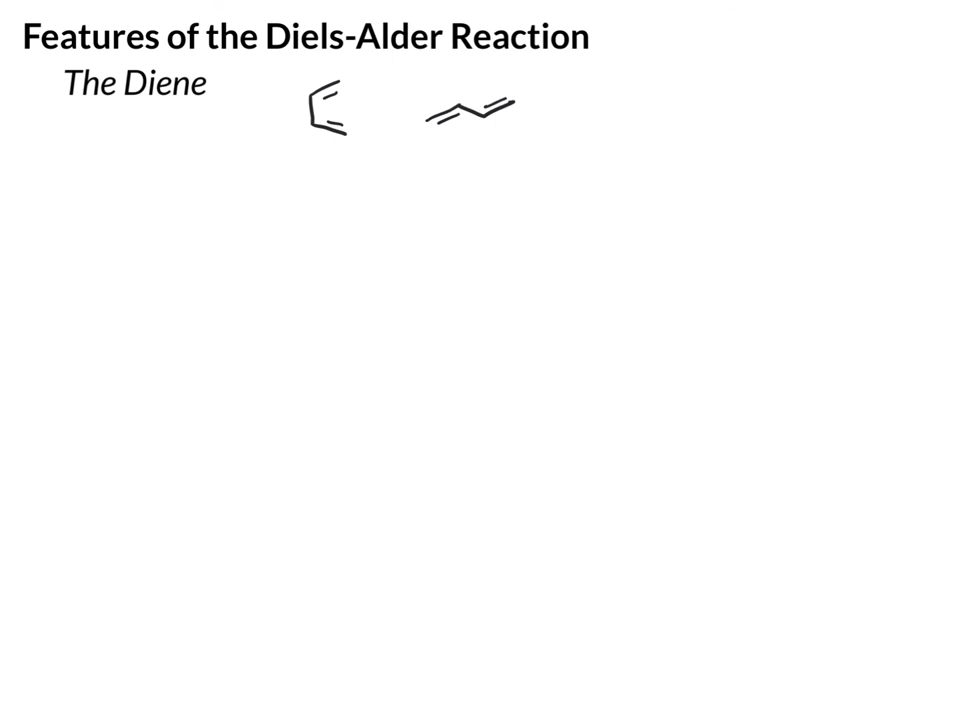 Features of the Diels-Alder Reaction
The Diene